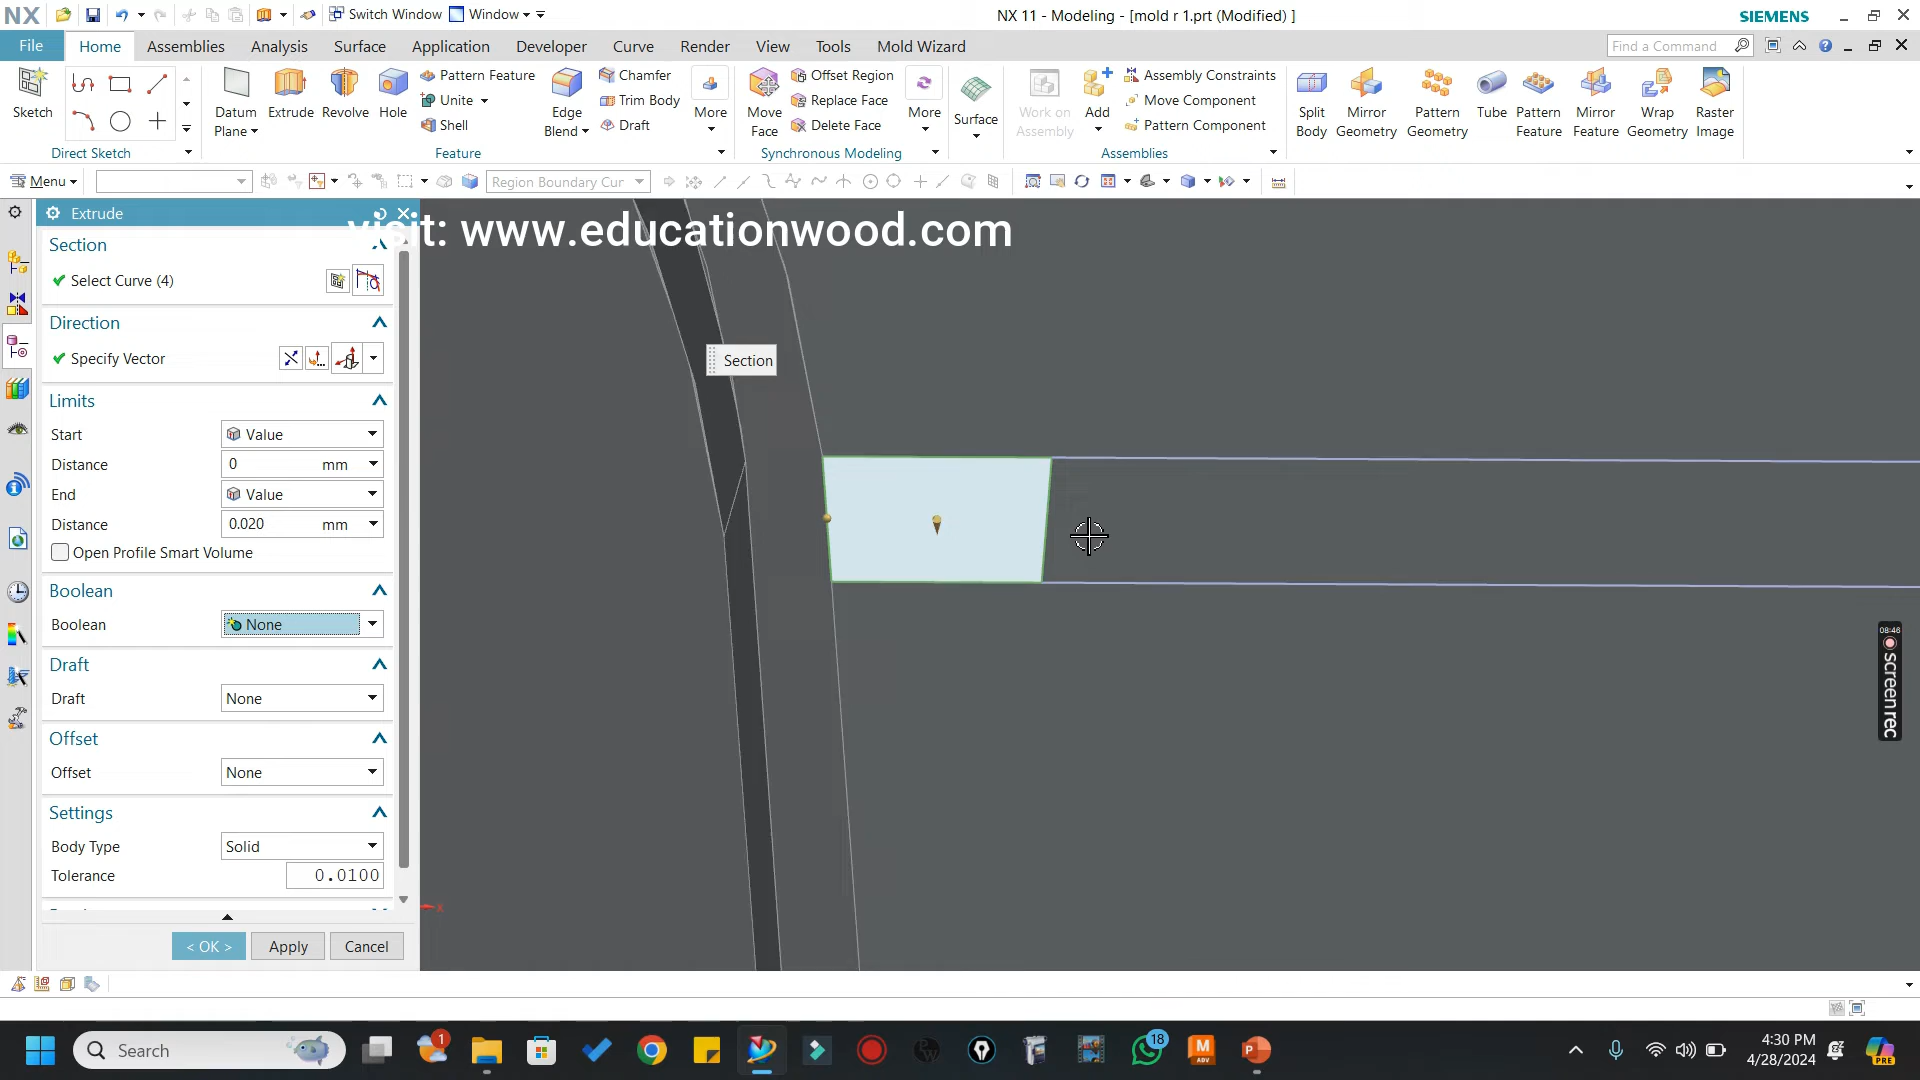 NX
Switch Window
Window
NX 11 - Modeling - [mold r 1.prt (Modified) ]
SIEMENS
File
Home
Assemblies
Analysis
Surface
Application
Developer
Curve
Render
View
Tools
Mold Wizard
Find a Command
Sketch
Datum Plane
Extrude
Revolve
Hole
Pattern Feature
Unite
Shell
Edge Blend
Chamfer
Trim Body
Draft
More
Move Face
Offset Region
Replace Face
Delete Face
More
Surface
Work on Assembly
Add
Assembly Constraints
Move Component
Pattern Component
Split Body
Mirror Geometry
Pattern Geometry
Tube
Pattern Feature
Mirror Feature
Wrap Geometry
Raster Image
Direct Sketch
Feature
Synchronous Modeling
Assemblies
Menu
Region Boundary Cur
Extrude
visit: www.educationwood.com
Section
Select Curve (4)
Direction
Specify Vector
Limits
Start
Value
Distance
0 mm
End
Value
Distance
0.020 mm
Open Profile Smart Volume
Boolean
Boolean
None
Draft
Draft
None
Offset
Offset
None
Settings
Body Type
Solid
Tolerance
0.0100
< OK >
Apply
Cancel
Section
X
08:46
screenrec
Search
1
18
M
ADV
P
4:30 PM
4/28/2024
PRE